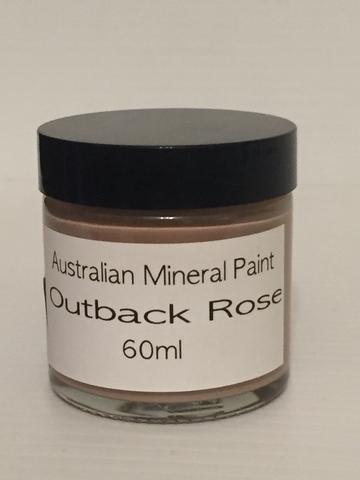 Australian Mineral Paint
Outback Rose
60ml